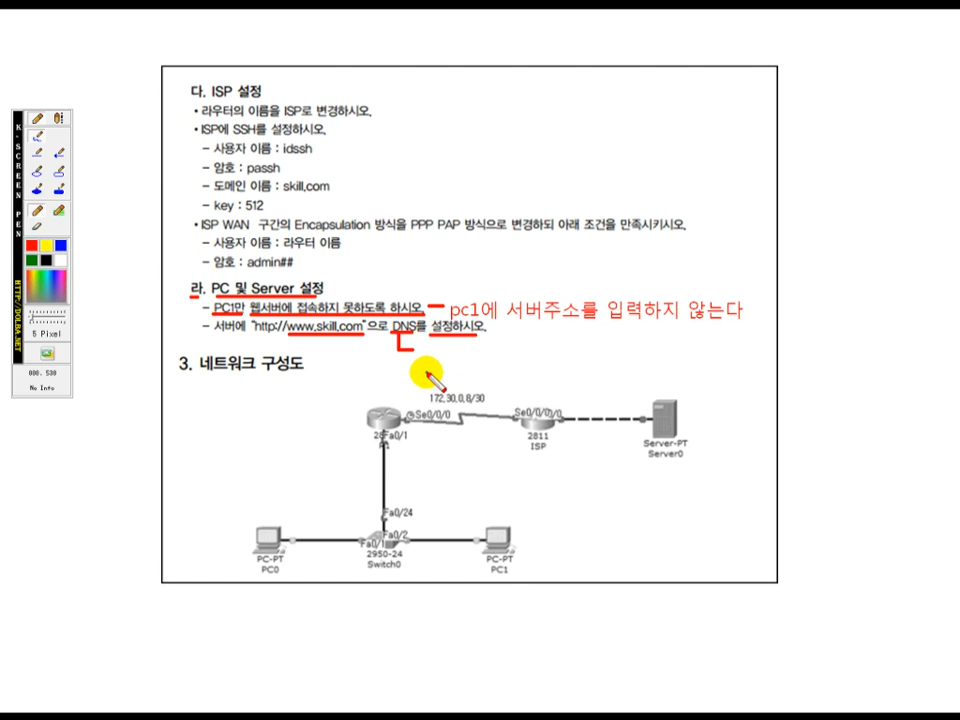 다. ISP 설정
• 라우터의 이름을 ISP로 변경하시오.
• ISP에 SSH를 설정하시오.
– 사용자 이름 : idssh
– 암호 : passh
– 도메인 이름 : skill.com
– key : 512
• ISP WAN 구간의 Encapsulation 방식을 PPP PAP 방식으로 변경하되 아래 조건을 만족시키시오.
– 사용자 이름 : 라우터 이름
– 암호 : admin##
라. PC 및 Server 설정
– PC1만 웹서버에 접속하지 못하도록 하시오.
pc1에 서버주소를 입력하지 않는다
– 서버에 "http://www.skill.com"으로 DNS를 설정하시오.
3. 네트워크 구성도
172.30.0.8/30
Se0/0/0
Se0/0/0/0
28Fa0/1
2811
ISP
Server-PT
Server0
Fa0/24
Fa0/2
Fa0/1
2950-24
Switch0
PC-PT
PC0
PC-PT
PC1
K-SCREEN PEN
HTTP://DOLBA.NET
5 Pixel
No Info